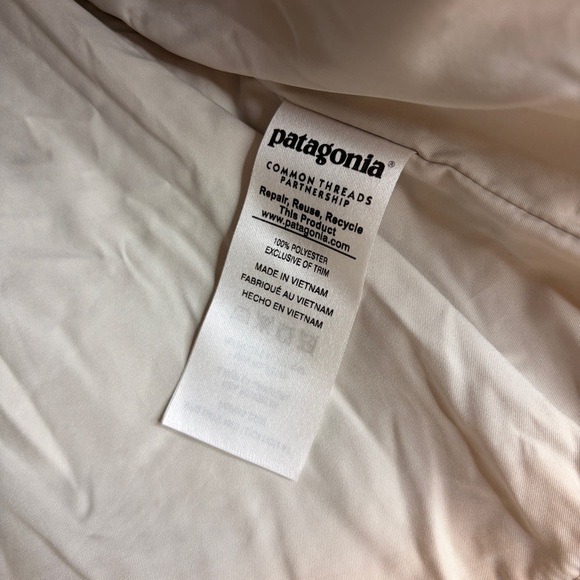 patagonia®
COMMON THREADS
PARTNERSHIP
Repair, Reuse, Recycle
This Product
www.patagonia.com
100% POLYESTER
EXCLUSIVE OF TRIM
MADE IN VIETNAM
FABRIQUÉ AU VIETNAM
HECHO EN VIETNAM